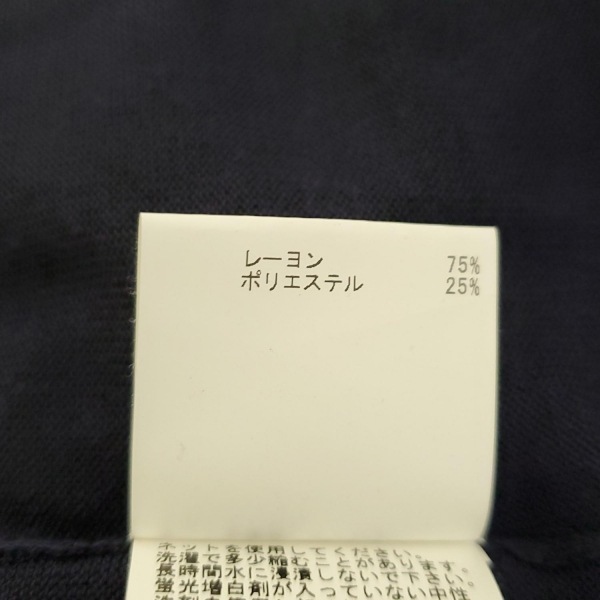 レーヨン 75%
ポリエステル 25%
ネットを使用してください。
洗濯で多少縮むことがあります。
長時間水に浸漬しないで下さい。
蛍光増白剤が入っていない中性